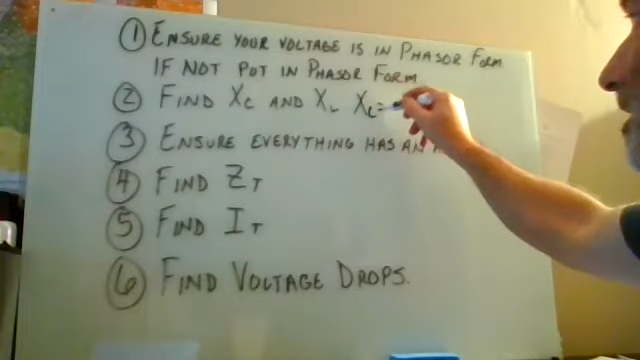 ① ENSURE YOUR VOLTAGE IS IN PHASOR FORM
IF NOT PUT IN PHASOR FORM
② FIND XC AND XL XC=
③ ENSURE EVERYTHING HAS AN
④ FIND ZT
⑤ FIND IT
⑥ FIND VOLTAGE DROPS.